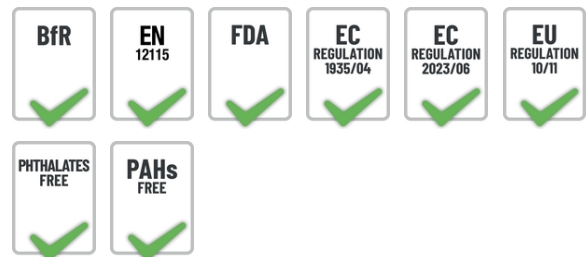 BfR
EN
12115
FDA
EC
REGULATION
1935/04
EC
REGULATION
2023/06
EU
REGULATION
10/11
PHTHALATES
FREE
PAHs
FREE